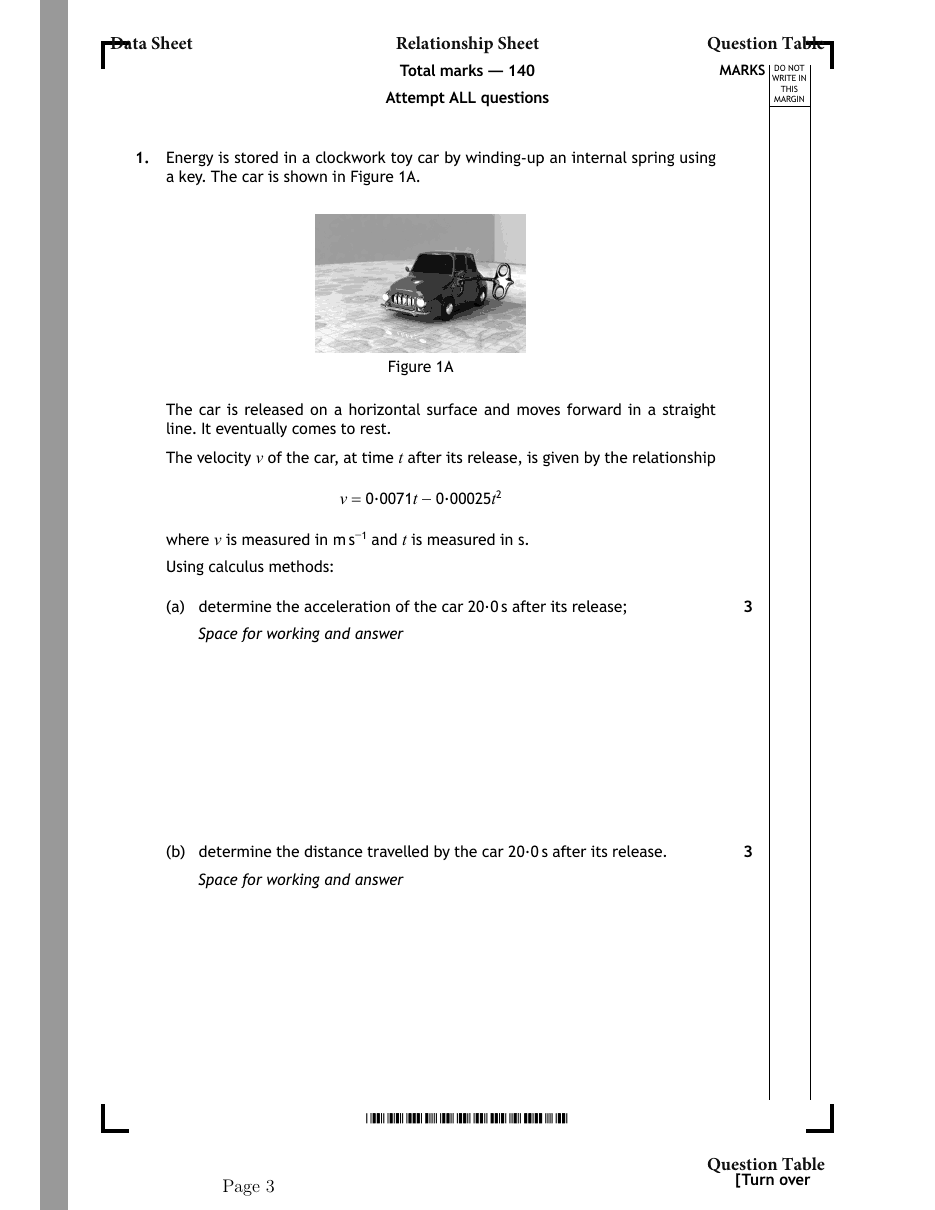 Data Sheet Relationship Sheet Question Table
Total marks — 140
MARKS
DO NOT
WRITE IN
THIS
MARGIN
Attempt ALL questions
1. Energy is stored in a clockwork toy car by winding-up an internal spring using
a key. The car is shown in Figure 1A.
Figure 1A
The car is released on a horizontal surface and moves forward in a straight
line. It eventually comes to rest.
The velocity v of the car, at time t after its release, is given by the relationship
v = 0·0071t − 0·00025t²
where v is measured in m s⁻¹ and t is measured in s.
Using calculus methods:
(a) determine the acceleration of the car 20·0 s after its release; 3
Space for working and answer
(b) determine the distance travelled by the car 20·0 s after its release. 3
Space for working and answer
Question Table
[Turn over
Page 3